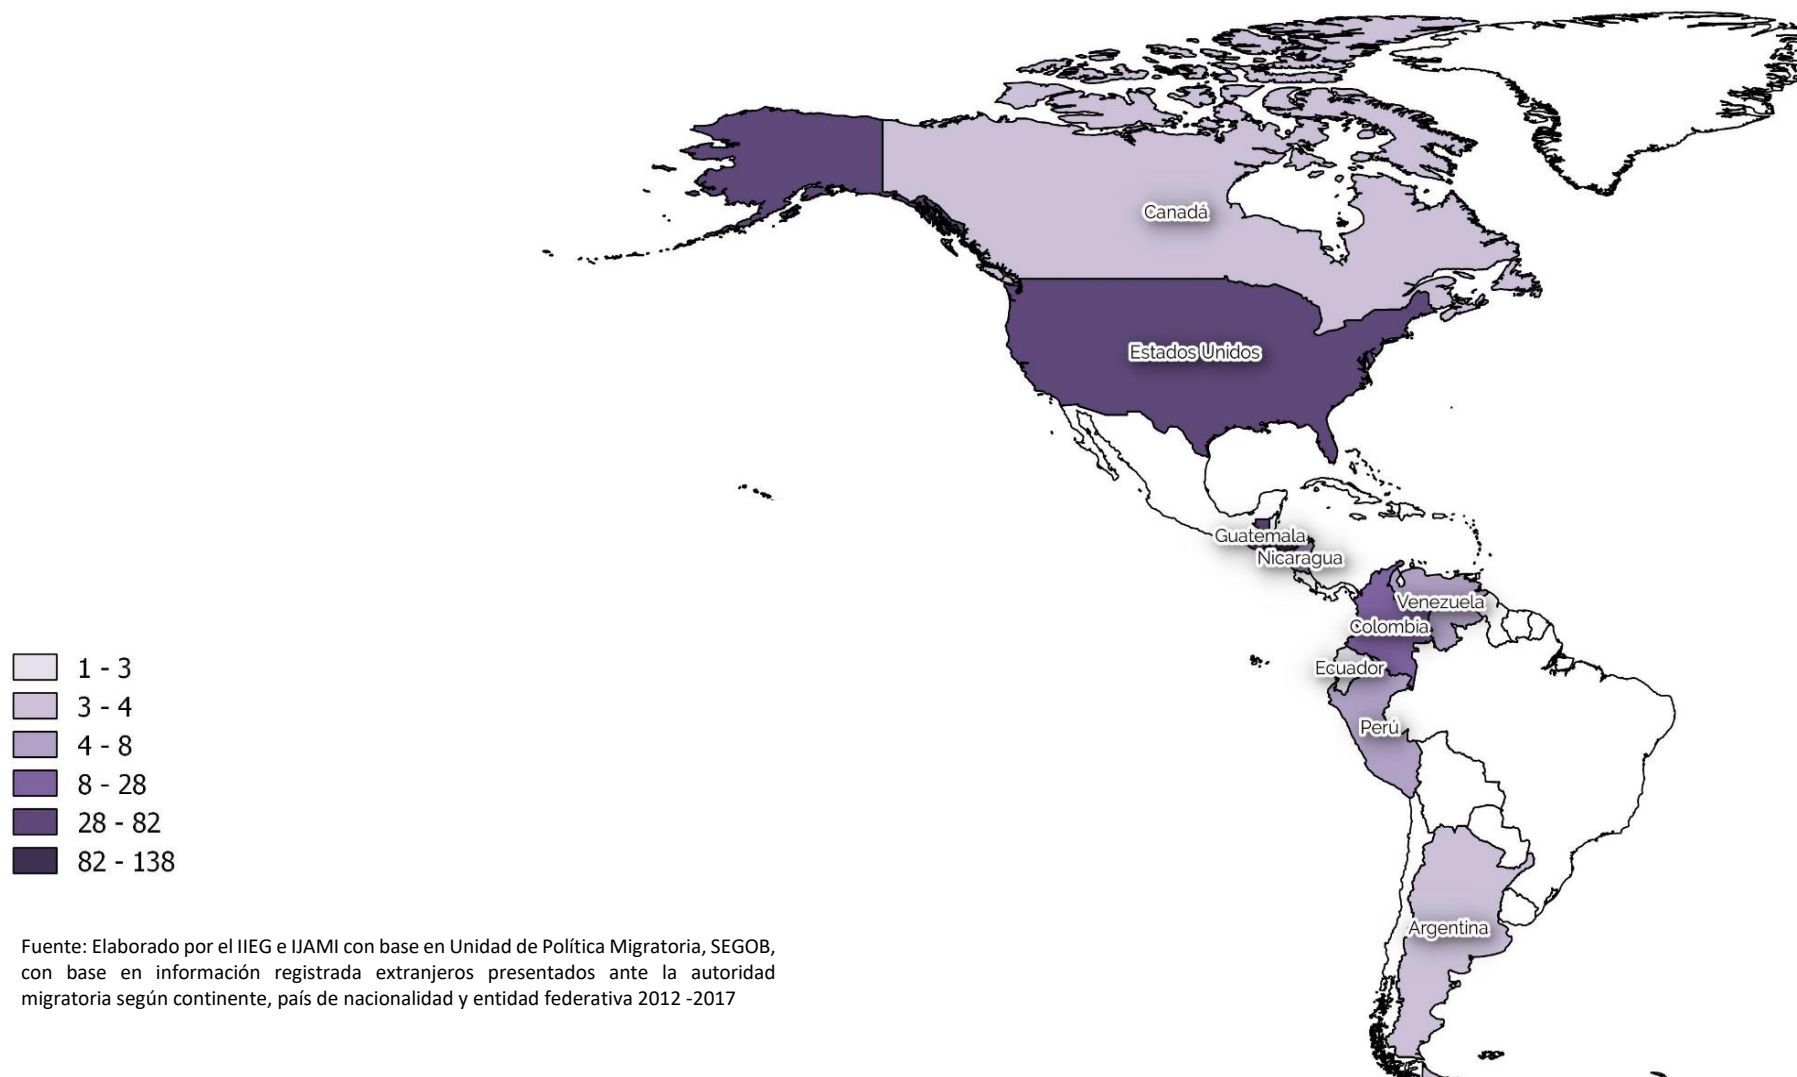 Canadá
Estados Unidos
Guatemala
Nicaragua
Venezuela
Colombia
Ecuador
Perú
Argentina
1 - 3
3 - 4
4 - 8
8 - 28
28 - 82
82 - 138
Fuente: Elaborado por el IIEG e IJAMI con base en Unidad de Política Migratoria, SEGOB,
con base en información registrada extranjeros presentados ante la autoridad
migratoria según continente, país de nacionalidad y entidad federativa 2012 -2017